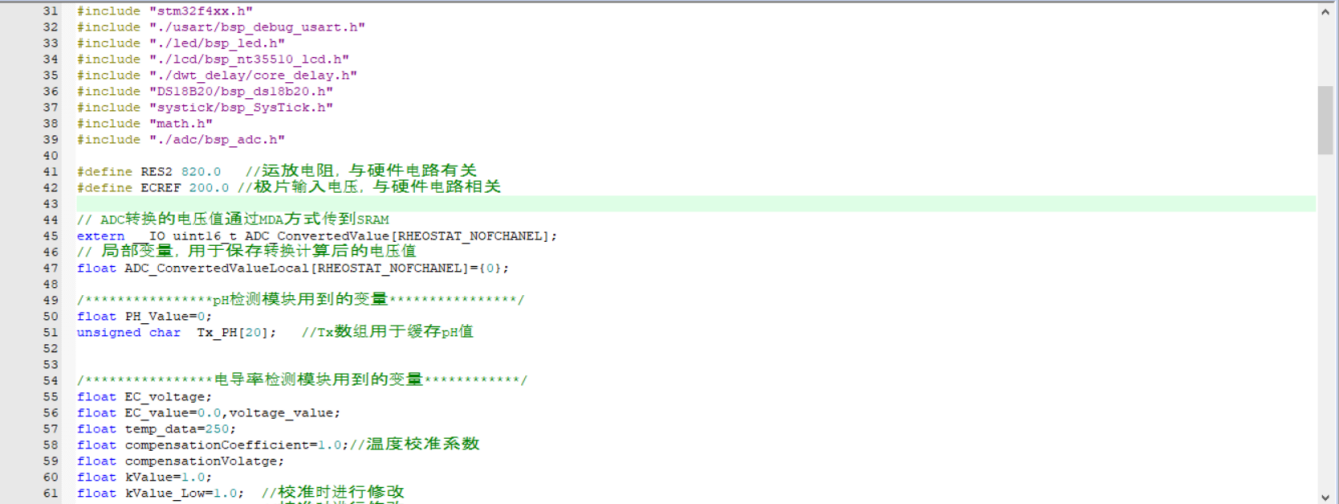 31 #include "stm32f4xx.h"
32 #include "./usart/bsp_debug_usart.h"
33 #include "./led/bsp_led.h"
34 #include "./lcd/bsp_nt35510_lcd.h"
35 #include "./dwt_delay/core_delay.h"
36 #include "DS18B20/bsp_ds18b20.h"
37 #include "systick/bsp_SysTick.h"
38 #include "math.h"
39 #include "./adc/bsp_adc.h"
40
41 #define RES2 820.0   //运放电阻, 与硬件电路有关
42 #define ECREF 200.0 //极片输入电压, 与硬件电路相关
43
44 // ADC转换的电压值通过MDA方式传到SRAM
45 extern __IO uint16_t ADC_ConvertedValue[RHEOSTAT_NOFCHANEL];
46 // 局部变量, 用于保存转换计算后的电压值
47 float ADC_ConvertedValueLocal[RHEOSTAT_NOFCHANEL]={0};
48
49 /****************pH检测模块用到的变量****************/
50 float PH_Value=0;
51 unsigned char  Tx_PH[20];   //Tx数组用于缓存pH值
52
53
54 /****************电导率检测模块用到的变量************/
55 float EC_voltage;
56 float EC_value=0.0,voltage_value;
57 float temp_data=250;
58 float compensationCoefficient=1.0;//温度校准系数
59 float compensationVolatge;
60 float kValue=1.0;
61 float kValue_Low=1.0;  //校准时进行修改